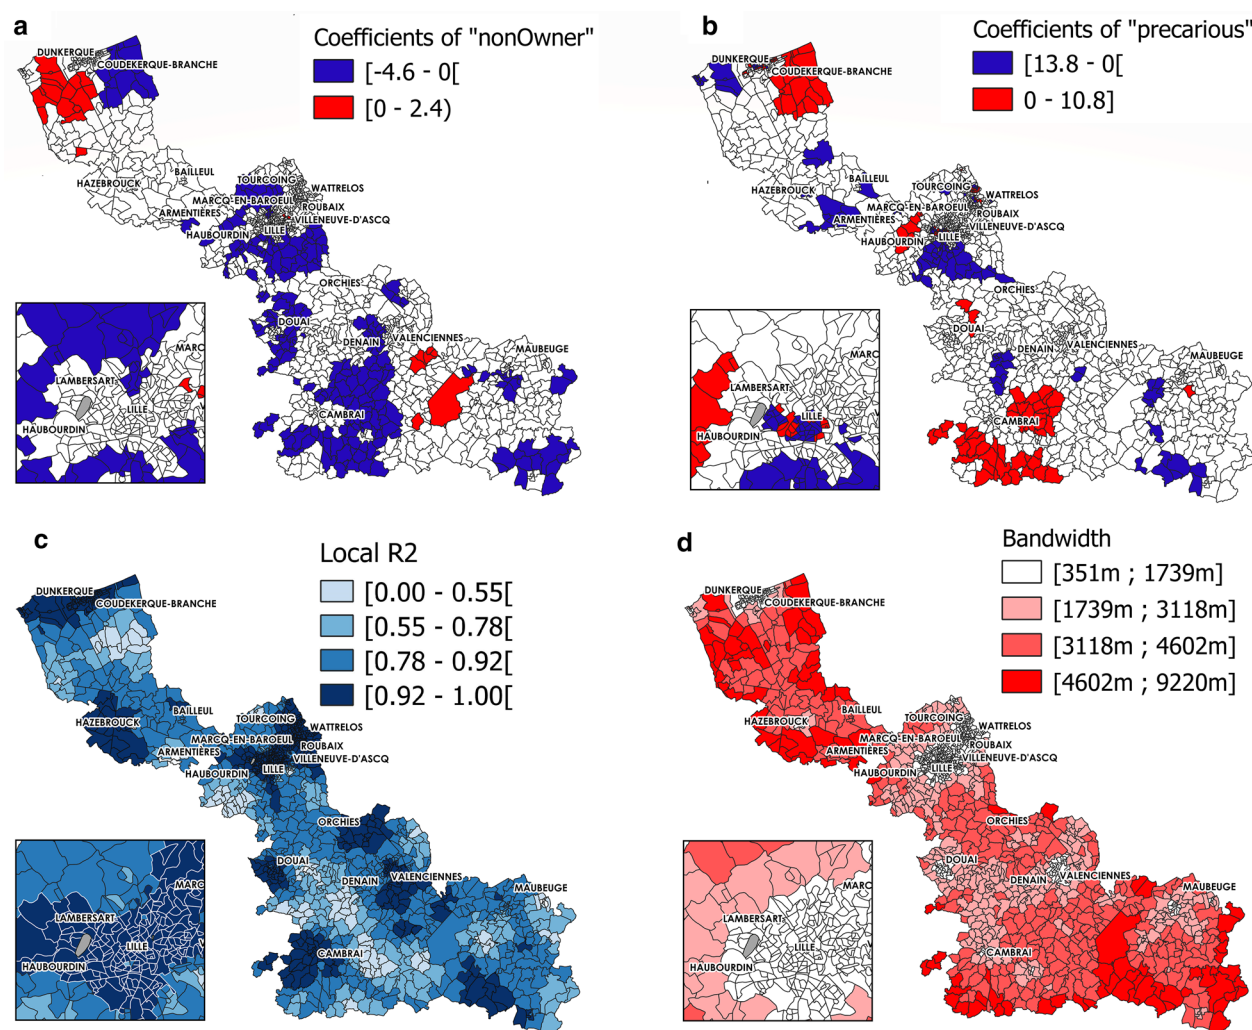 a
Coefficients of "nonOwner"
[-4.6 - 0[
[0 - 2.4)
DUNKERQUE
COUDEKERQUE-BRANCHE
HAZEBROUCK
BAILLEUL
TOURCOING
WATTRELOS
MARCQ-EN-BAROEUL
ROUBAIX
ARMENTIÈRES
VILLENEUVE-D'ASCQ
HAUBOURDIN
LILLE
ORCHIES
DOUAI
DENAIN
VALENCIENNES
MAUBEUGE
CAMBRAI
MARC
LAMBERSART
LILLE
HAUBOURDIN
b
Coefficients of "precarious"
[13.8 - 0[
0 - 10.8]
DUNKERQUE
COUDEKERQUE-BRANCHE
HAZEBROUCK
BAILLEUL
TOURCOING
WATTRELOS
MARCQ-EN-BAROEUL
ROUBAIX
ARMENTIÈRES
VILLENEUVE-D'ASCQ
HAUBOURDIN
LILLE
ORCHIES
DOUAI
DENAIN
VALENCIENNES
MAUBEUGE
CAMBRAI
MARC
LAMBERSART
LILLE
HAUBOURDIN
c
Local R2
[0.00 - 0.55[
[0.55 - 0.78[
[0.78 - 0.92[
[0.92 - 1.00[
DUNKERQUE
COUDEKERQUE-BRANCHE
HAZEBROUCK
BAILLEUL
TOURCOING
WATTRELOS
MARCQ-EN-BAROEUL
ROUBAIX
ARMENTIÈRES
VILLENEUVE-D'ASCQ
HAUBOURDIN
LILLE
ORCHIES
DOUAI
DENAIN
VALENCIENNES
MAUBEUGE
CAMBRAI
MARC
LAMBERSART
LILLE
HAUBOURDIN
d
Bandwidth
[351m ; 1739m]
[1739m ; 3118m]
[3118m ; 4602m]
[4602m ; 9220m]
DUNKERQUE
COUDEKERQUE-BRANCHE
HAZEBROUCK
BAILLEUL
TOURCOING
WATTRELOS
MARCQ-EN-BAROEUL
ROUBAIX
ARMENTIÈRES
VILLENEUVE-D'ASCQ
HAUBOURDIN
LILLE
ORCHIES
DOUAI
DENAIN
VALENCIENNES
MAUBEUGE
CAMBRAI
MARC
LAMBERSART
LILLE
HAUBOURDIN